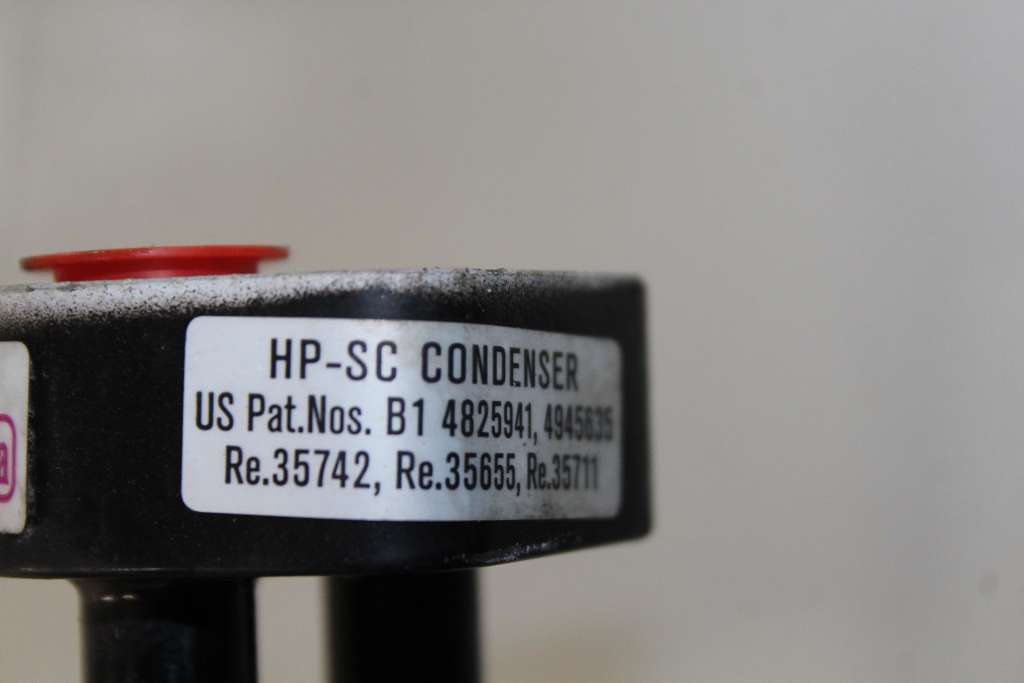 HP-SC CONDENSER
US Pat.Nos. B1 4825941, 4945635
Re.35742, Re.35655, Re.35711